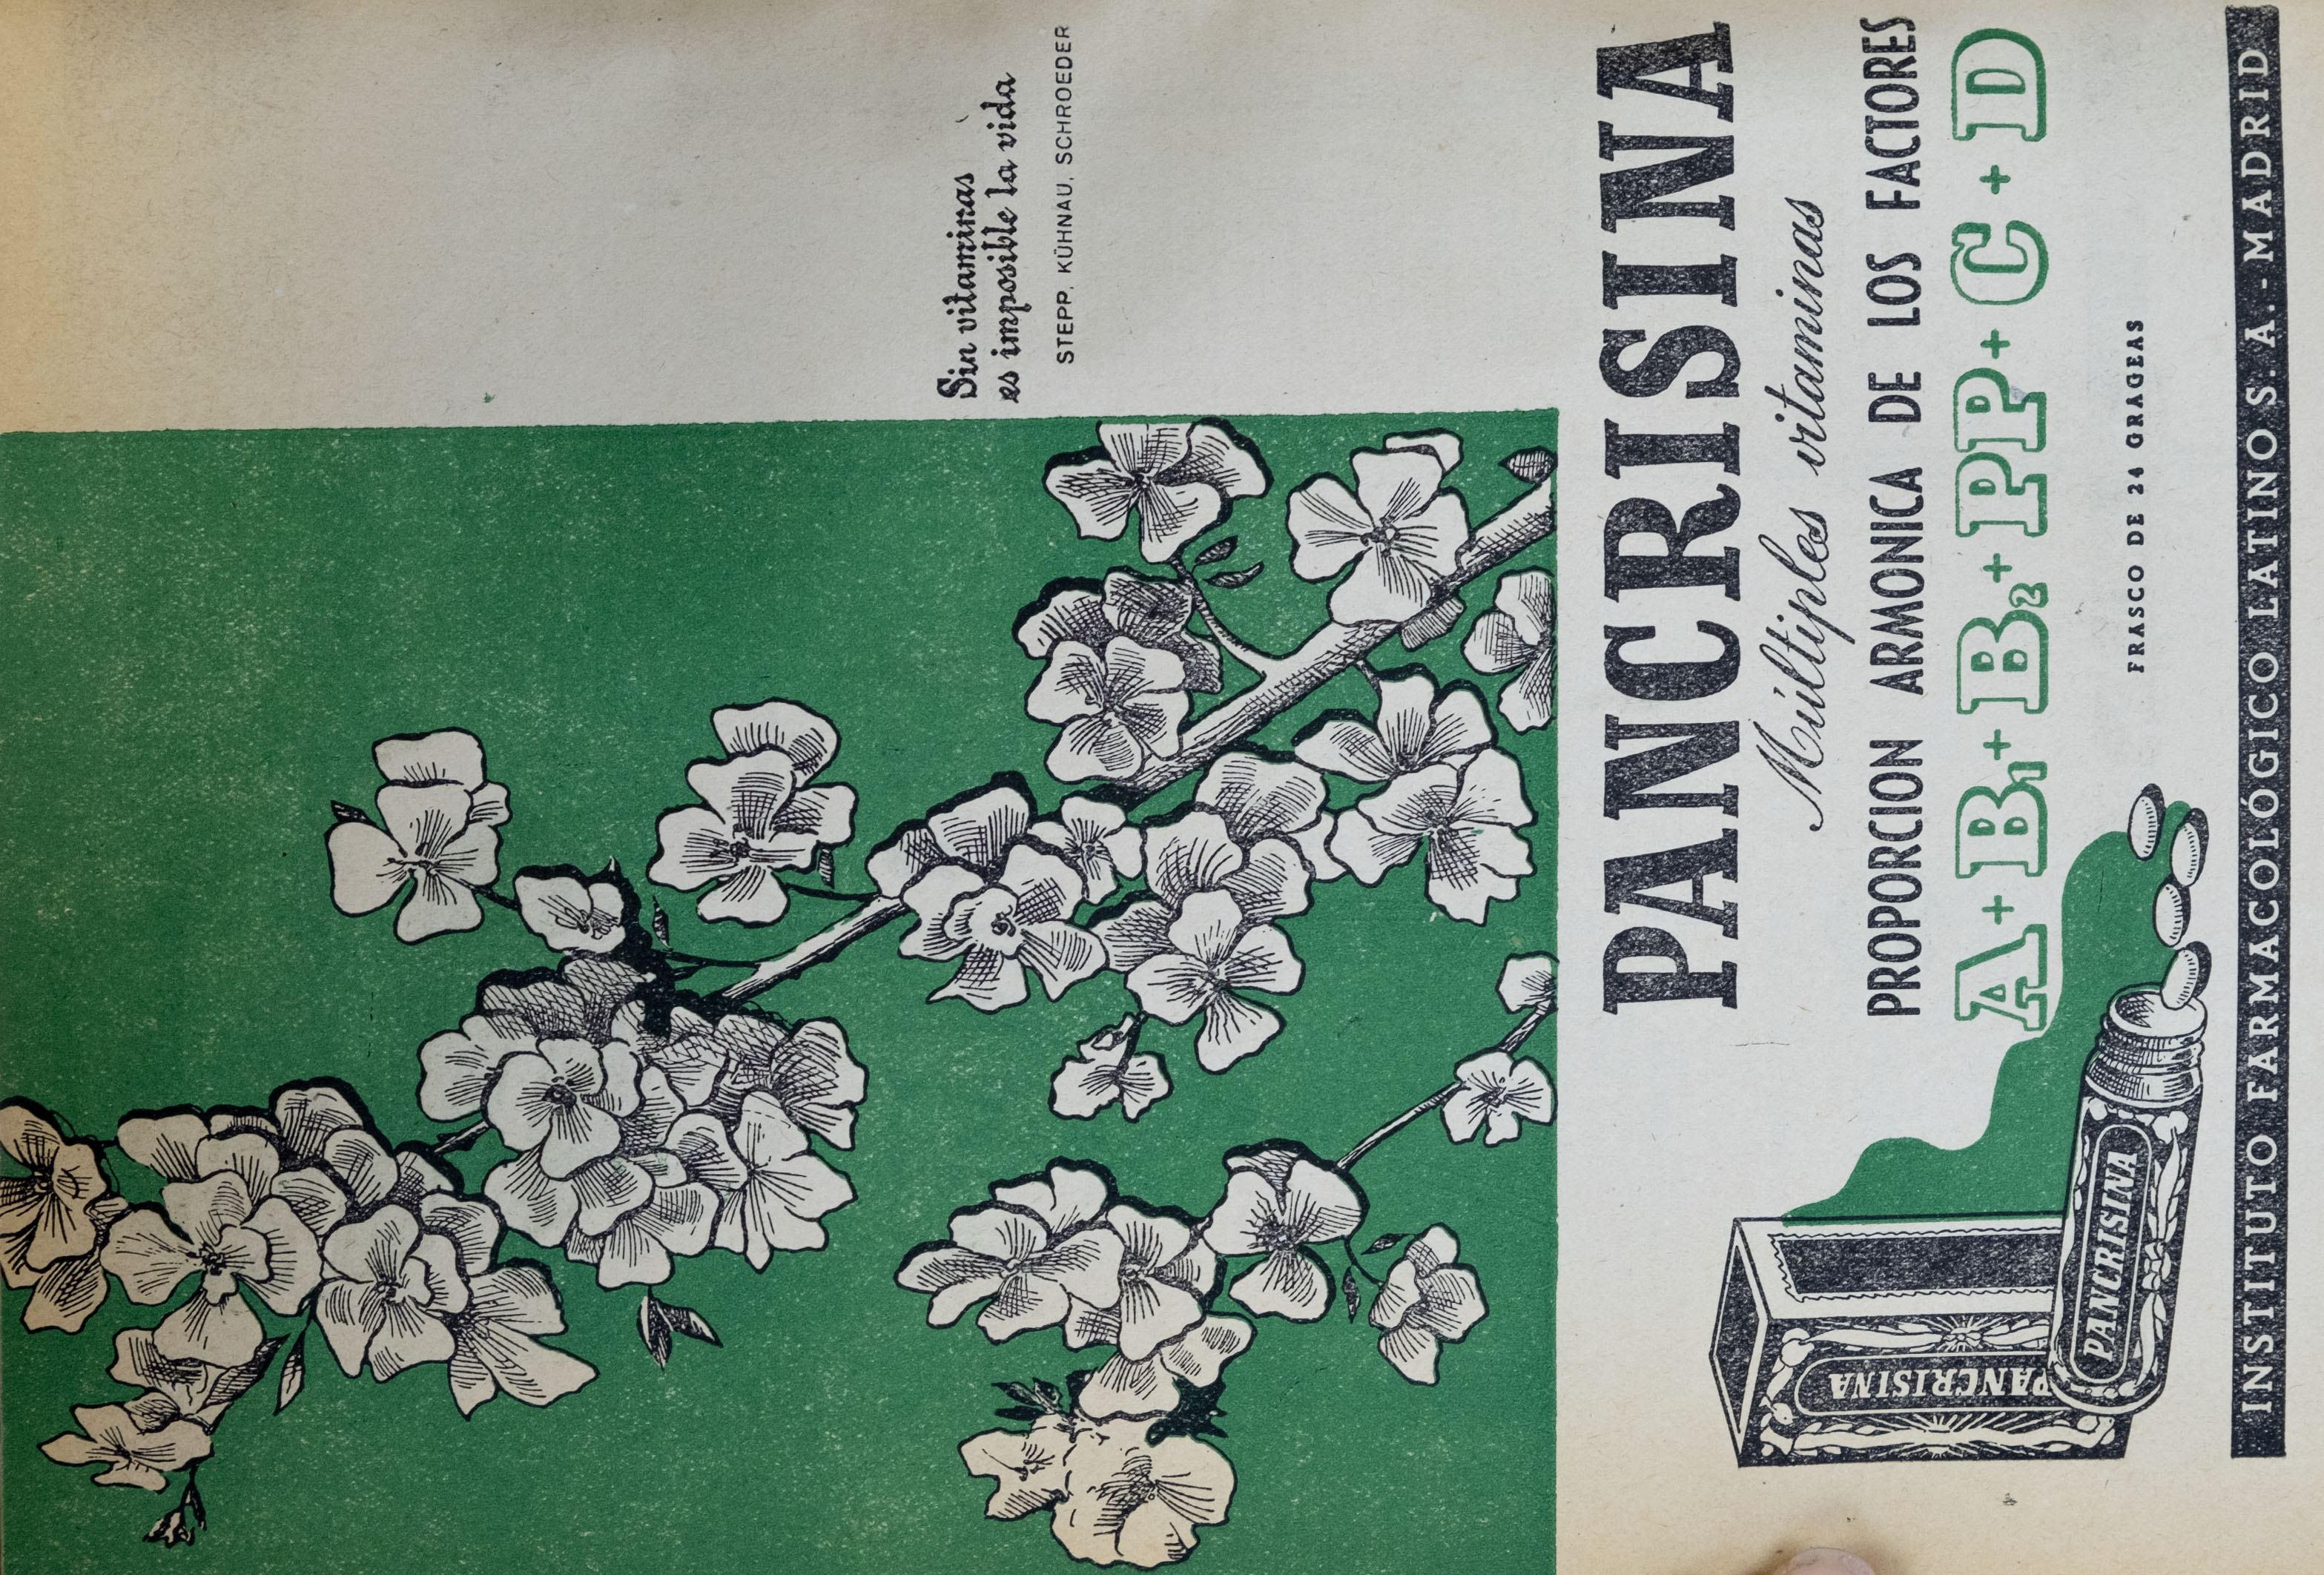 Sin vitaminas
es imposible la vida
STEPP, KÜHNAU, SCHROEDER
PANCRISINA
Múltiples vitaminas
PROPORCION ARMONICA DE LOS FACTORES
A+B1+B2+PP+C+D
FRASCO DE 24 GRAGEAS
PANCRISINA
PANCRISINA
INSTITUTO FARMACOLÓGICO LATINO S. A. - MADRID